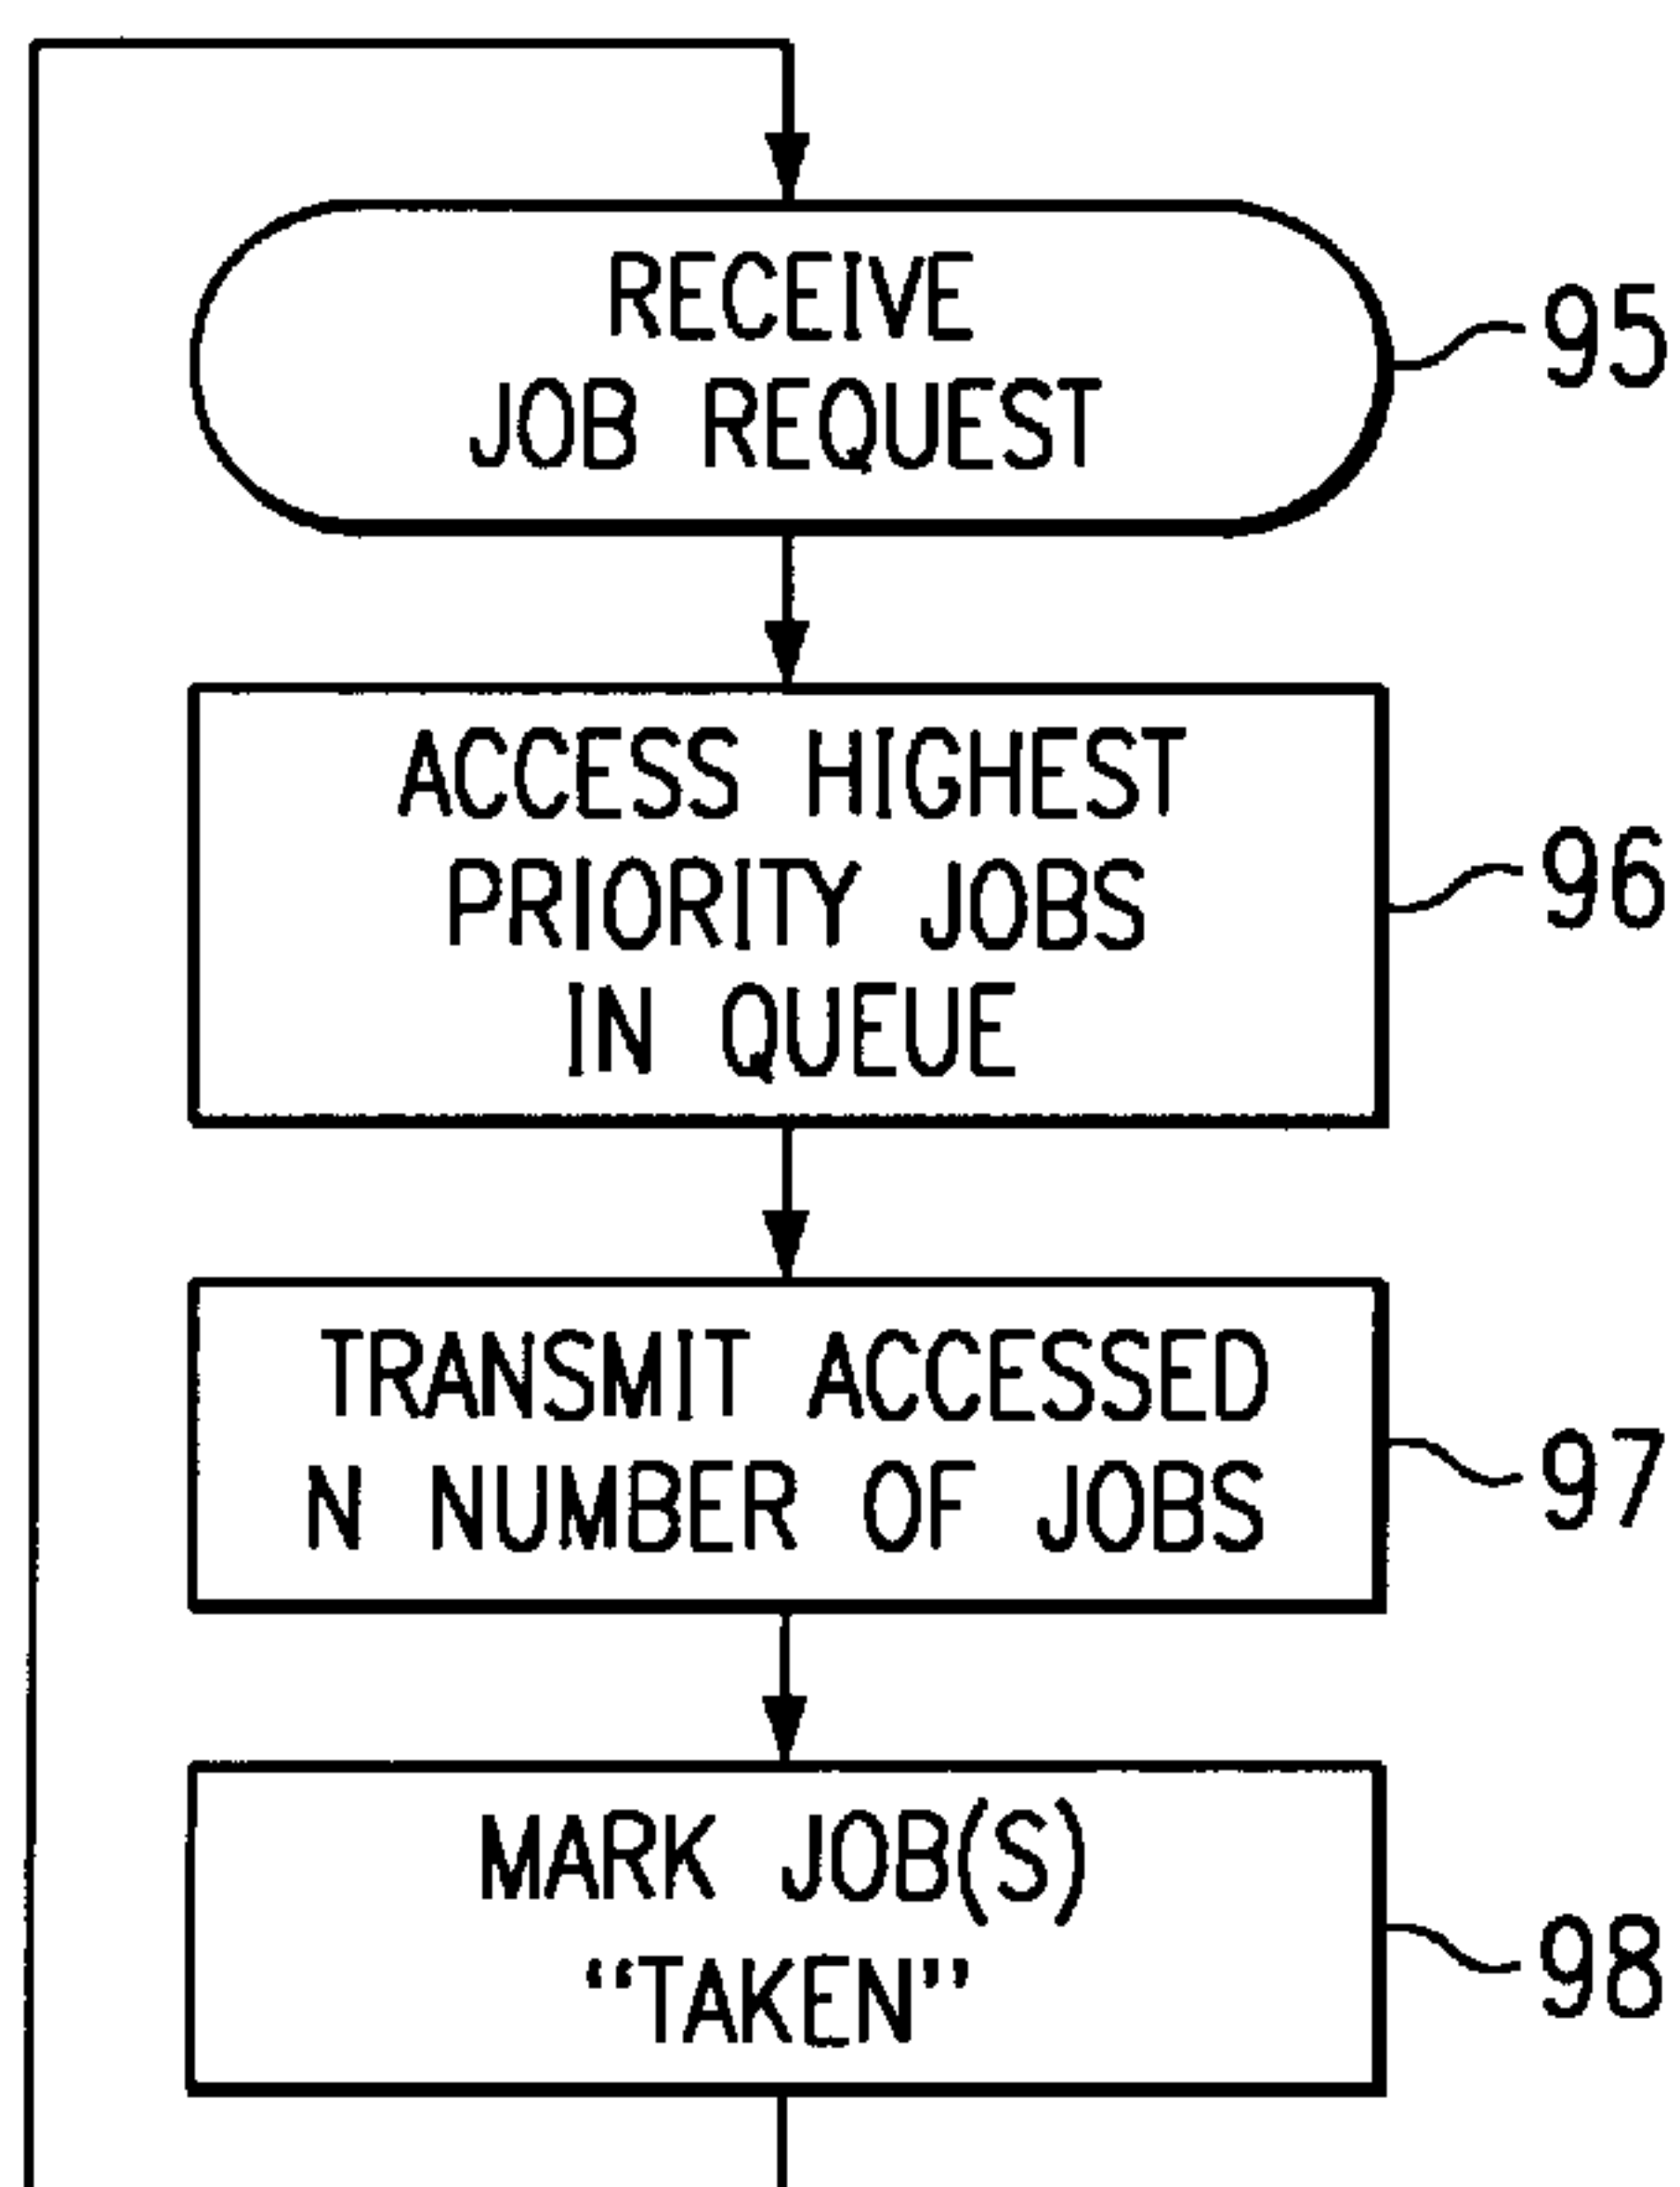 RECEIVE
JOB REQUEST
95
ACCESS HIGHEST
PRIORITY JOBS
IN QUEUE
96
TRANSMIT ACCESSED
N NUMBER OF JOBS
97
MARK JOB(S)
“TAKEN”
98